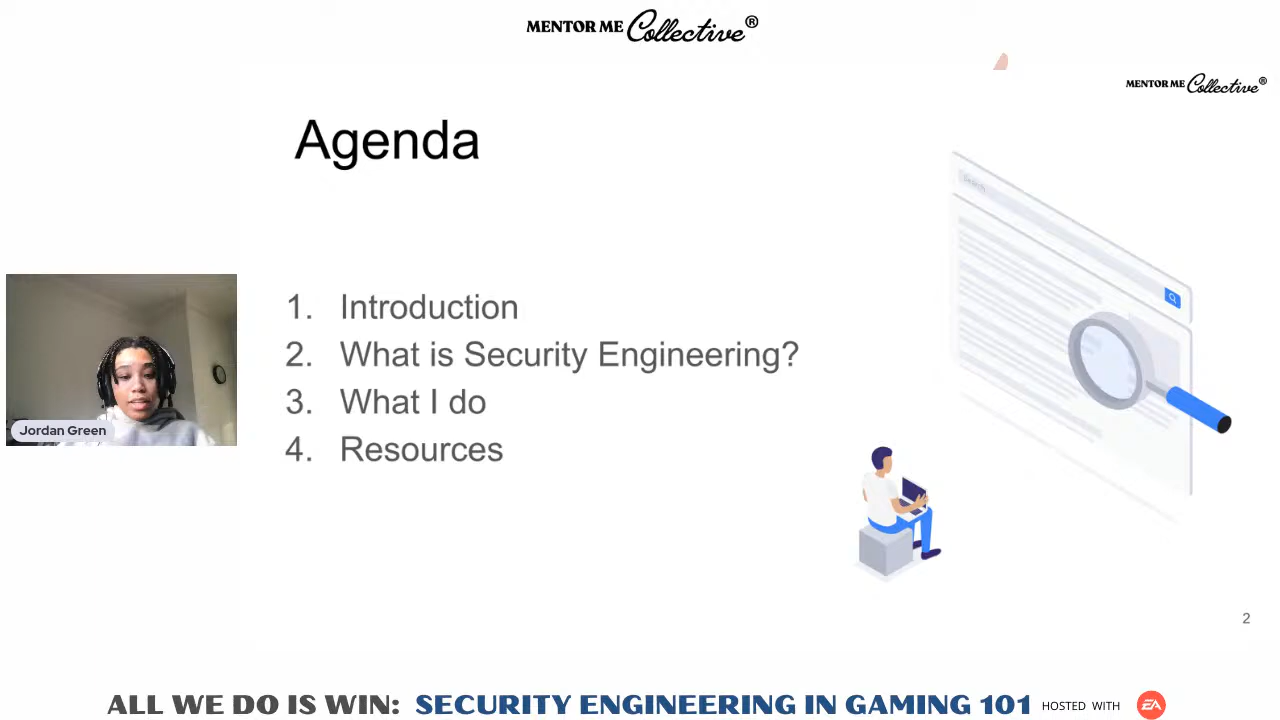 MENTOR ME Collective®
MENTOR ME Collective®
Agenda
Search
1. Introduction
2. What is Security Engineering?
3. What I do
4. Resources
Jordan Green
2
ALL WE DO IS WIN: SECURITY ENGINEERING IN GAMING 101 HOSTED WITH EA